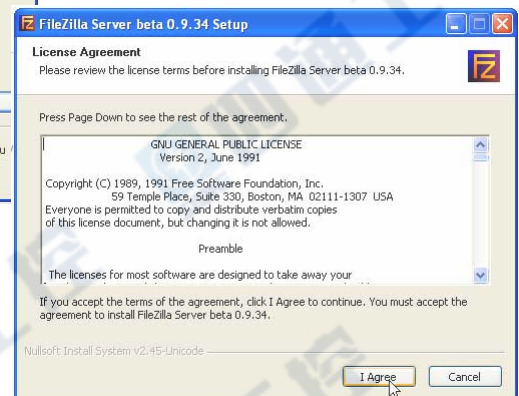 FileZilla Server beta 0.9.34 Setup
License Agreement
Please review the license terms before installing FileZilla Server beta 0.9.34.
Press Page Down to see the rest of the agreement.
GNU GENERAL PUBLIC LICENSE
Version 2, June 1991
Copyright (C) 1989, 1991 Free Software Foundation, Inc.
59 Temple Place, Suite 330, Boston, MA 02111-1307 USA
Everyone is permitted to copy and distribute verbatim copies
of this license document, but changing it is not allowed.
Preamble
The licenses for most software are designed to take away your
If you accept the terms of the agreement, click I Agree to continue. You must accept the
agreement to install FileZilla Server beta 0.9.34.
Nullsoft Install System v2.45-Unicode
I Agree
Cancel